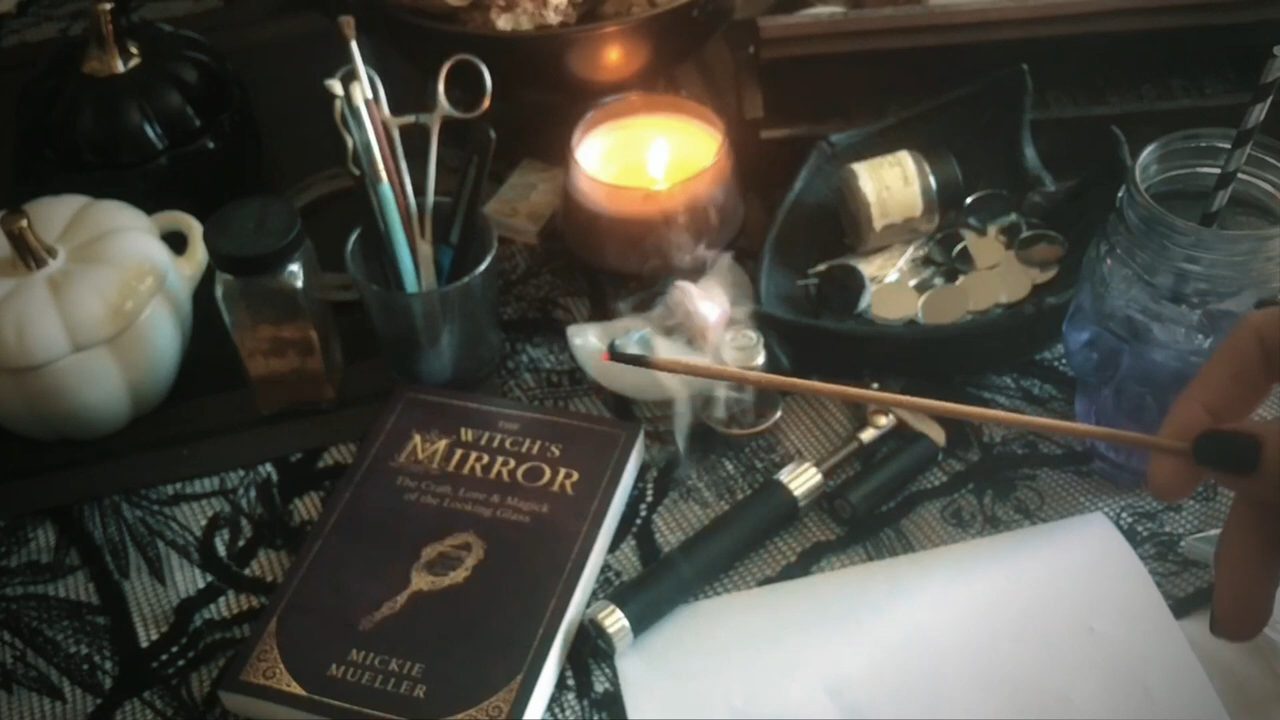 THE
WITCH'S
MIRROR
The Craft, Lore & Magick
of the Looking Glass
MICKIE
MUELLER